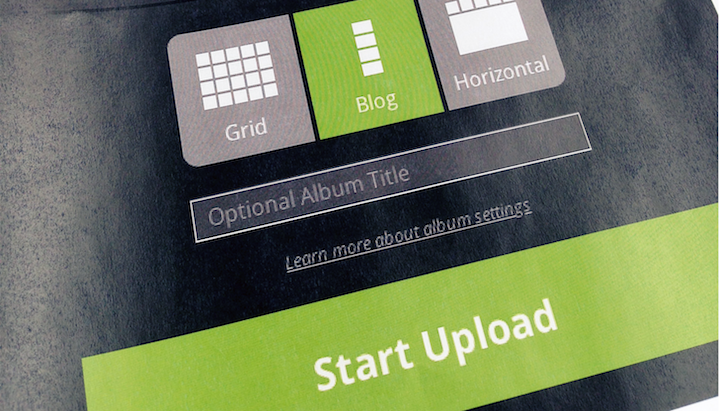 Grid
Blog
Horizontal
Optional Album Title
Learn more about album settings
Start Upload